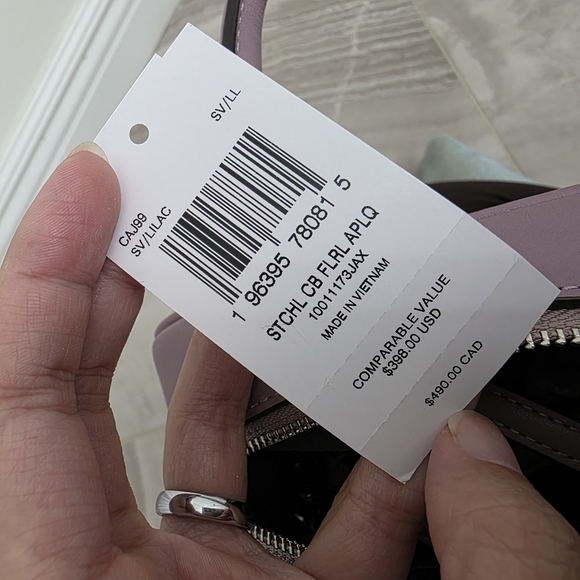 SV/LL
CAJ99
SV/LILAC
1 96395 78081 5
STCHL CB FLRL APLQ
10011173JAX
MADE IN VIETNAM
COMPARABLE VALUE
$398.00 USD
$490.00 CAD